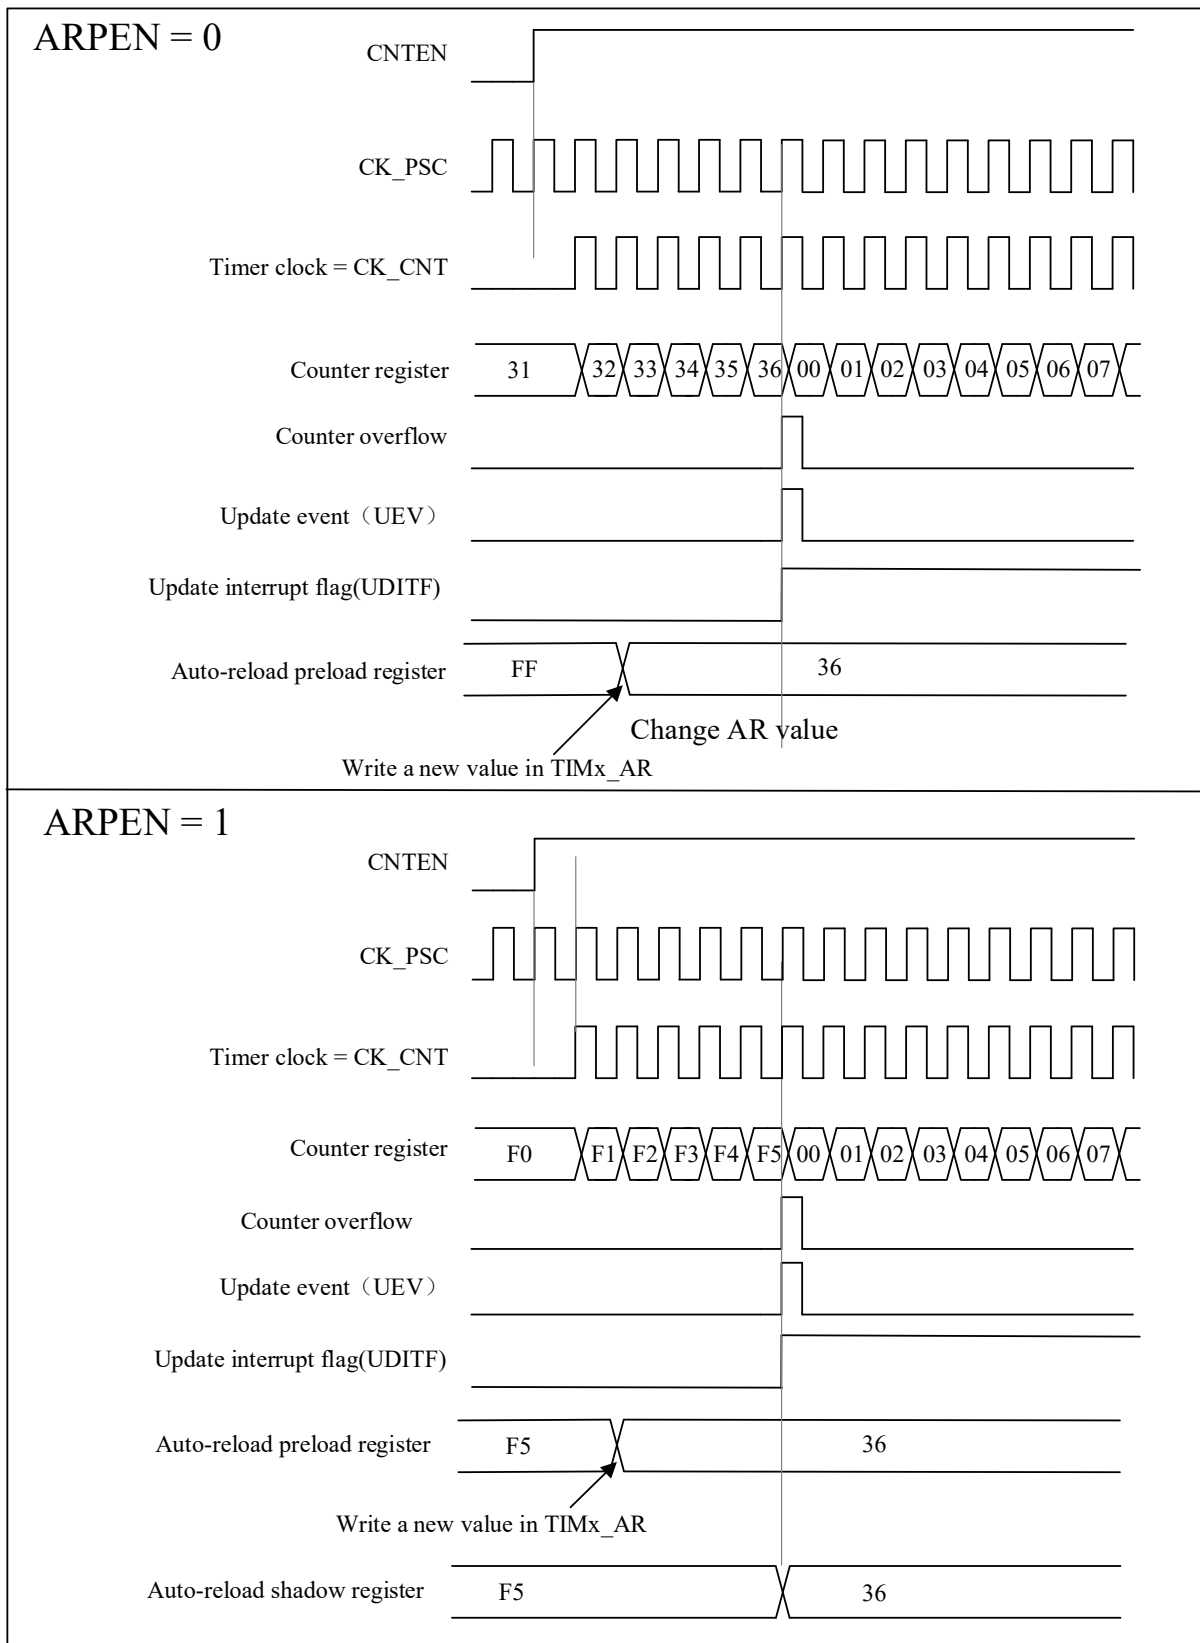 ARPEN = 0
CNTEN
CK_PSC
Timer clock = CK_CNT
Counter register 31 32 33 34 35 36 00 01 02 03 04 05 06 07
Counter overflow
Update event（UEV）
Update interrupt flag(UDITF)
Auto-reload preload register FF 36
Change AR value
Write a new value in TIMx_AR
ARPEN = 1
CNTEN
CK_PSC
Timer clock = CK_CNT
Counter register F0 F1 F2 F3 F4 F5 00 01 02 03 04 05 06 07
Counter overflow
Update event（UEV）
Update interrupt flag(UDITF)
Auto-reload preload register F5 36
Write a new value in TIMx_AR
Auto-reload shadow register F5 36